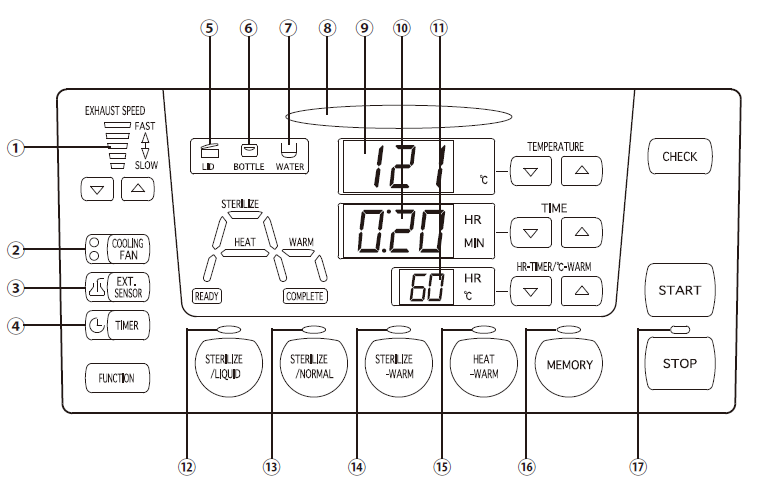 ⑤ ⑥ ⑦ ⑧ ⑨ ⑩ ⑪
EXHAUST SPEED
FAST
①
SLOW
LID BOTTLE WATER
121
℃
TEMPERATURE
CHECK
STERILIZE
HEAT WARM
READY COMPLETE
0:20
HR
MIN
TIME
② COOLING
FAN
③ EXT.
SENSOR
④ TIMER
60
HR
℃
HR-TIMER/℃-WARM
START
FUNCTION
STERILIZE
/LIQUID
STERILIZE
/NORMAL
STERILIZE
-WARM
HEAT
-WARM
MEMORY
STOP
⑫ ⑬ ⑭ ⑮ ⑯ ⑰